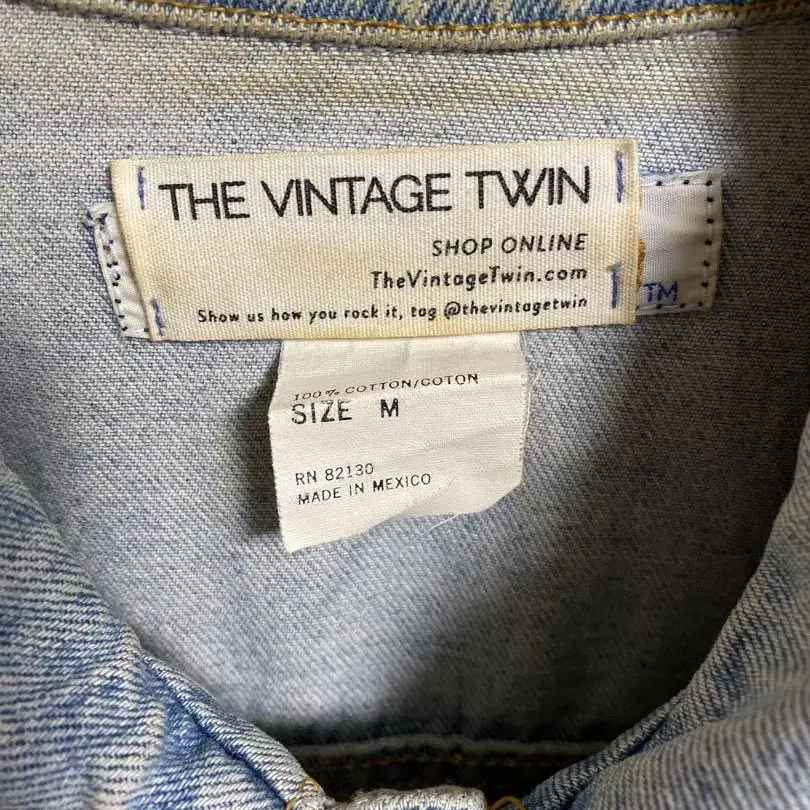 THE VINTAGE TWIN
SHOP ONLINE
TheVintageTwin.com
Show us how you rock it, tag @thevintagetwin
TM
100% COTTON/COTON
SIZE M
RN 82130
MADE IN MEXICO